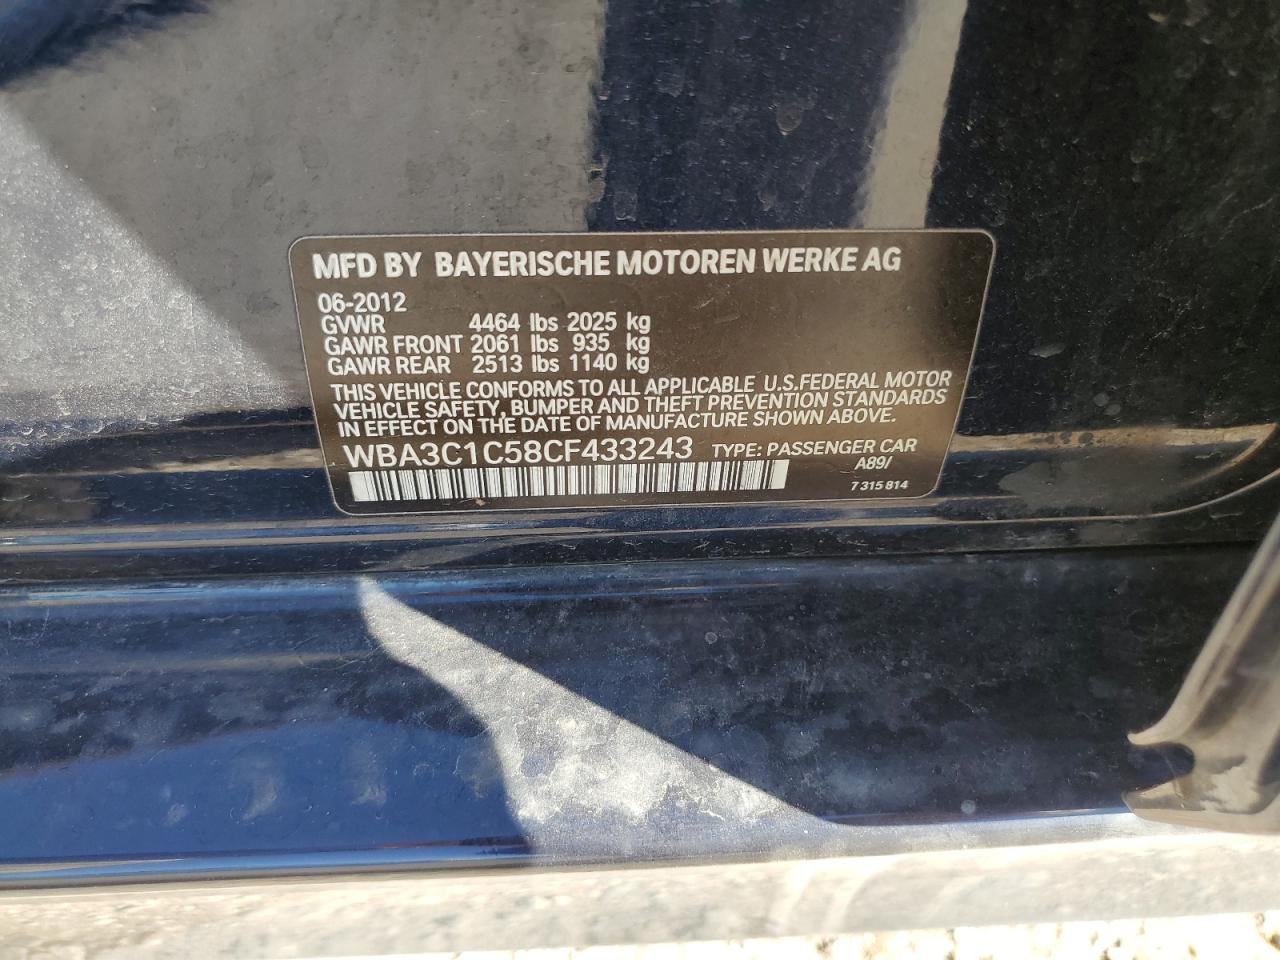 MFD BY BAYERISCHE MOTOREN WERKE AG
06-2012
GVWR 4464 lbs 2025 kg
GAWR FRONT 2061 lbs 935 kg
GAWR REAR 2513 lbs 1140 kg
THIS VEHICLE CONFORMS TO ALL APPLICABLE U.S.FEDERAL MOTOR
VEHICLE SAFETY, BUMPER AND THEFT PREVENTION STANDARDS
IN EFFECT ON THE DATE OF MANUFACTURE SHOWN ABOVE.
WBA3C1C58CF433243 TYPE: PASSENGER CAR
A89/
7 315 814